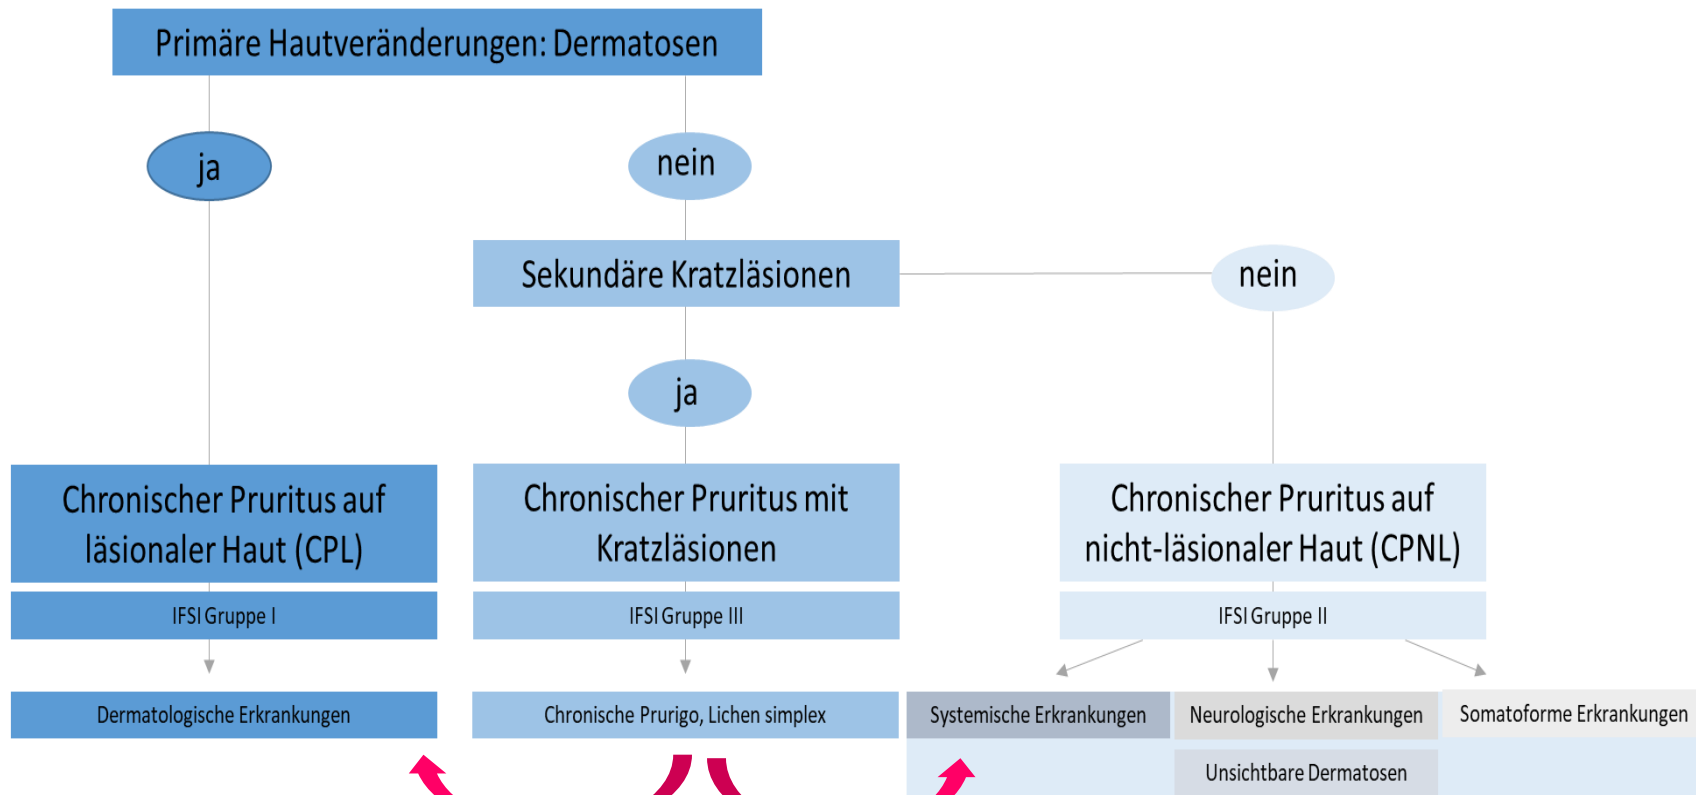 Primäre Hautveränderungen: Dermatosen
ja
nein
Sekundäre Kratzläsionen
nein
ja
Chronischer Pruritus auf
läsionaler Haut (CPL)
Chronischer Pruritus mit
Kratzläsionen
Chronischer Pruritus auf
nicht-läsionaler Haut (CPNL)
IFSI Gruppe I
IFSI Gruppe III
IFSI Gruppe II
Dermatologische Erkrankungen
Chronische Prurigo, Lichen simplex
Systemische Erkrankungen
Neurologische Erkrankungen
Somatoforme Erkrankungen
Unsichtbare Dermatosen